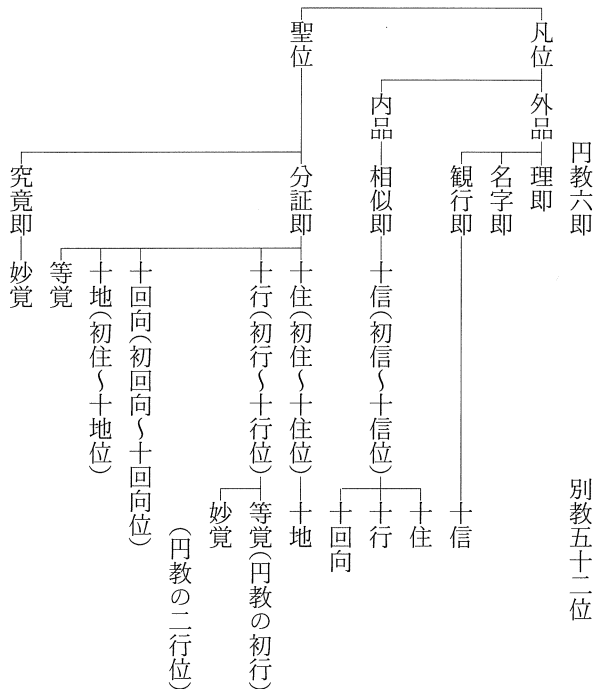 円教六即
別教五十二位
凡位
外品
理即
名字即
観行即
十信
内品
相似即
十信(初信〜十信位)
十住
十行
十回向
聖位
分証即
十住(初住〜十住位)
十地
十行(初行〜十行位)
等覚(円教の初行)
妙覚
(円教の二行位)
十回向(初回向〜十回向位)
十地(初住〜十地位)
等覚
究竟即
妙覚